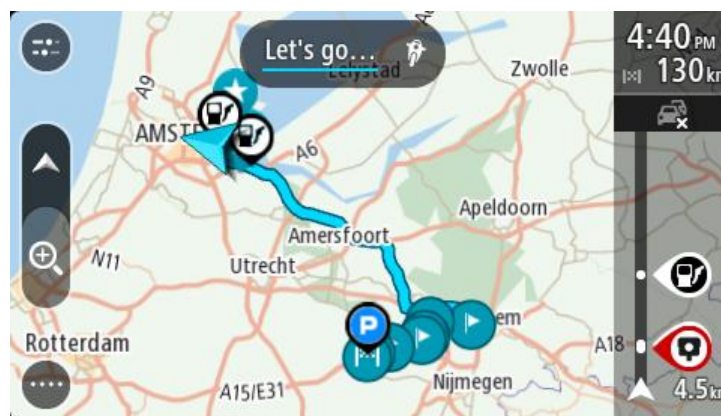 Let's go...
4:40 PM
130 km
Lelystad
Zwolle
A9
AMST
A6
Apeldoorn
Amersfoort
N11
Utrecht
Rotterdam
P
em
A18
A15/E31
Nijmegen
4.5 km